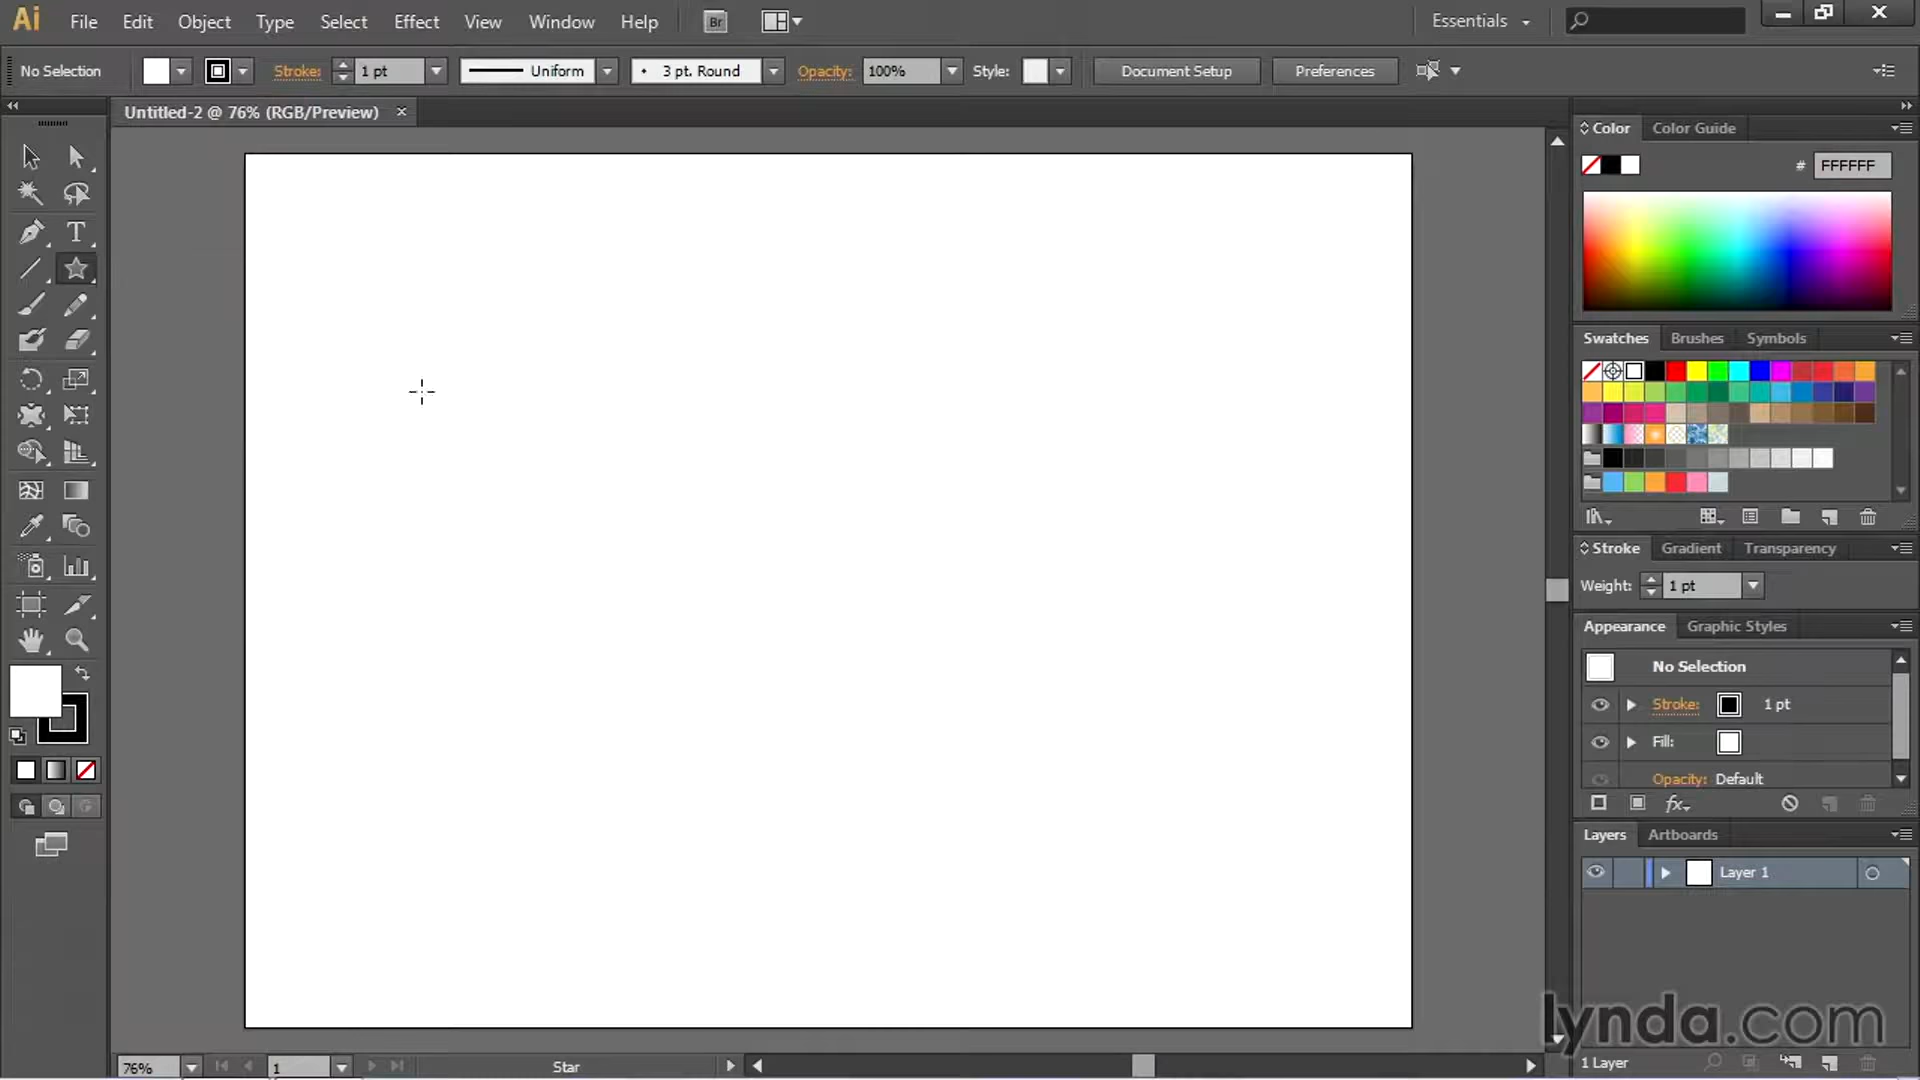 Ai File Edit Object Type Select Effect View Window Help Br Essentials
No Selection Stroke: 1 pt Uniform 3 pt. Round Opacity: 100% Style: Document Setup Preferences
Untitled-2 @ 76% (RGB/Preview) ×
Color Color Guide
# FFFFFF
Swatches Brushes Symbols
Stroke Gradient Transparency
Weight: 1 pt
Appearance Graphic Styles
No Selection
Stroke: 1 pt
Fill:
Opacity: Default
fx
Layers Artboards
Layer 1
lynda.com
76% 1 Star
1 Layer